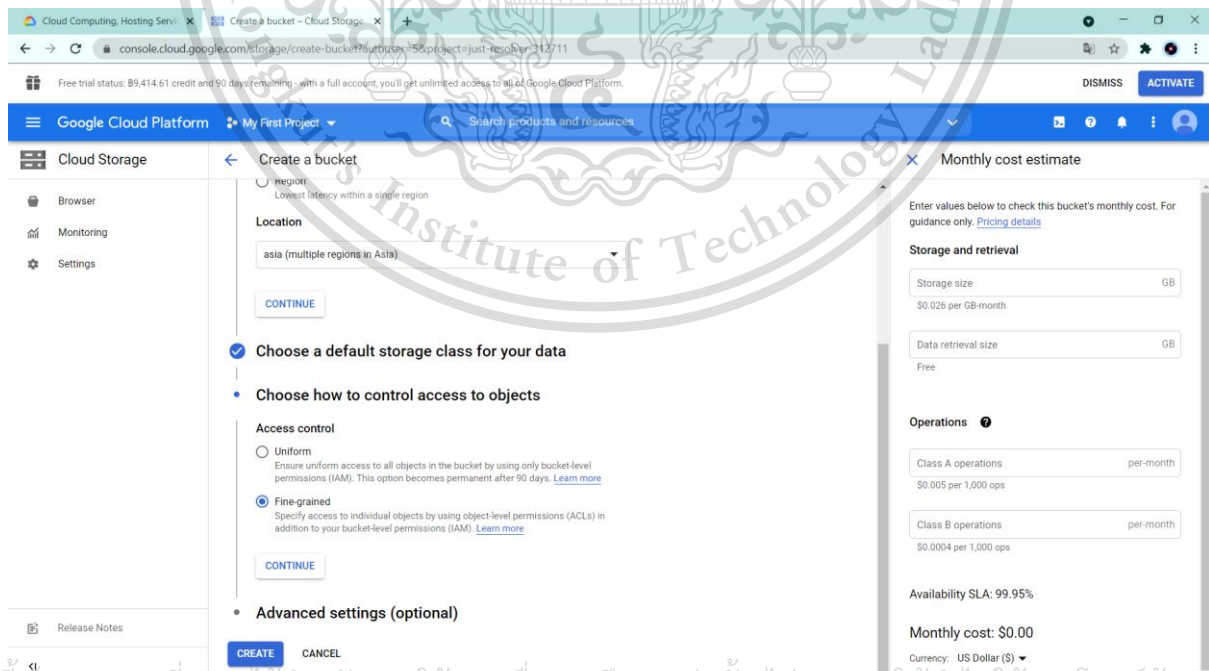 Cloud Computing, Hosting Servic
Create a bucket – Cloud Storage
console.cloud.google.com/storage/create-bucket?authuser=5&project=just-resolver-312711
Free trial status: ฿9,414.61 credit and 90 days remaining - with a full account, you'll get unlimited access to all of Google Cloud Platform.
DISMISS
ACTIVATE
Google Cloud Platform
My First Project
Search products and resources
Cloud Storage
Browser
Monitoring
Settings
Release Notes
Create a bucket
Region
Lowest latency within a single region
Location
asia (multiple regions in Asia)
CONTINUE
Choose a default storage class for your data
Choose how to control access to objects
Access control
Uniform
Ensure uniform access to all objects in the bucket by using only bucket-level
permissions (IAM). This option becomes permanent after 90 days. Learn more
Fine-grained
Specify access to individual objects by using object-level permissions (ACLs) in
addition to your bucket-level permissions (IAM). Learn more
CONTINUE
Advanced settings (optional)
CREATE
CANCEL
Monthly cost estimate
Enter values below to check this bucket's monthly cost. For
guidance only. Pricing details
Storage and retrieval
Storage size GB
$0.026 per GB-month
Data retrieval size GB
Free
Operations
Class A operations per-month
$0.005 per 1,000 ops
Class B operations per-month
$0.0004 per 1,000 ops
Availability SLA: 99.95%
Monthly cost: $0.00
Currency: US Dollar ($)
Institute of Technology Lad